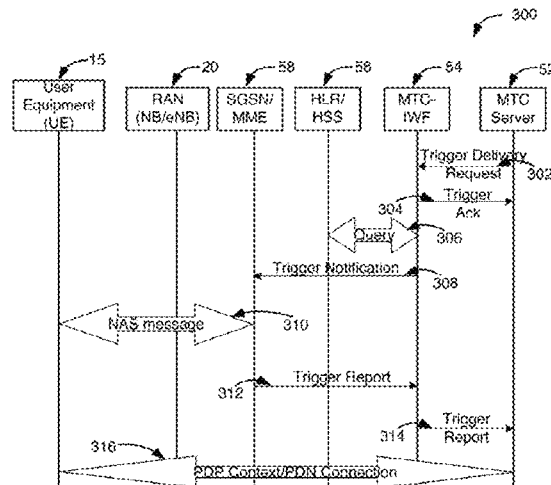 300
15
20
58
56
54
52
User
Equipment
(UE)
RAN
(NB/eNB)
SGSN/
MME
HLR/
HSS
MTC-
IWF
MTC
Server
Trigger Delivery
Request
302
304
Trigger
Ack
Query
306
Trigger Notification
308
NAS message
310
312
Trigger Report
314
Trigger
Report
316
PDP Context/PDN Connection